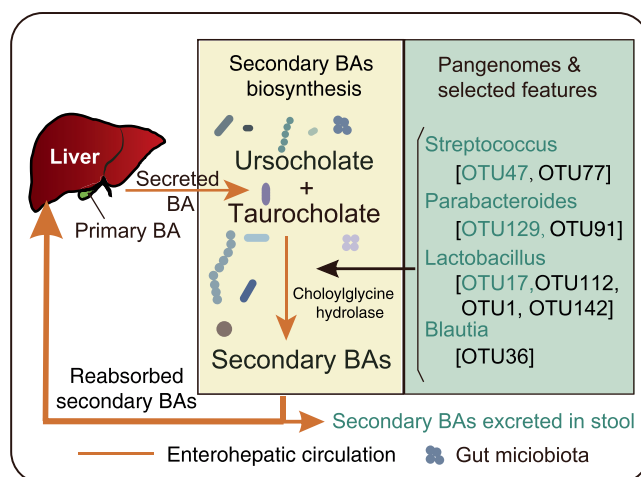 Secondary BAs
biosynthesis
Pangenomes &
selected features
Liver
Secreted
BA
Primary BA
Ursocholate
+
Taurocholate
Choloylglycine
hydrolase
Secondary BAs
Streptococcus
[OTU47, OTU77]
Parabacteroides
[OTU129, OTU91]
Lactobacillus
[OTU17,OTU112,
OTU1, OTU142]
Blautia
[OTU36]
Reabsorbed
secondary BAs
Secondary BAs excreted in stool
Enterohepatic circulation
Gut miciobiota